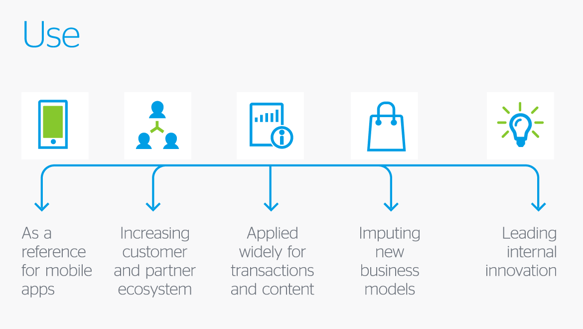 Use
As a
reference
for mobile
apps
Increasing
customer
and partner
ecosystem
Applied
widely for
transactions
and content
Imputing
new
business
models
Leading
internal
innovation